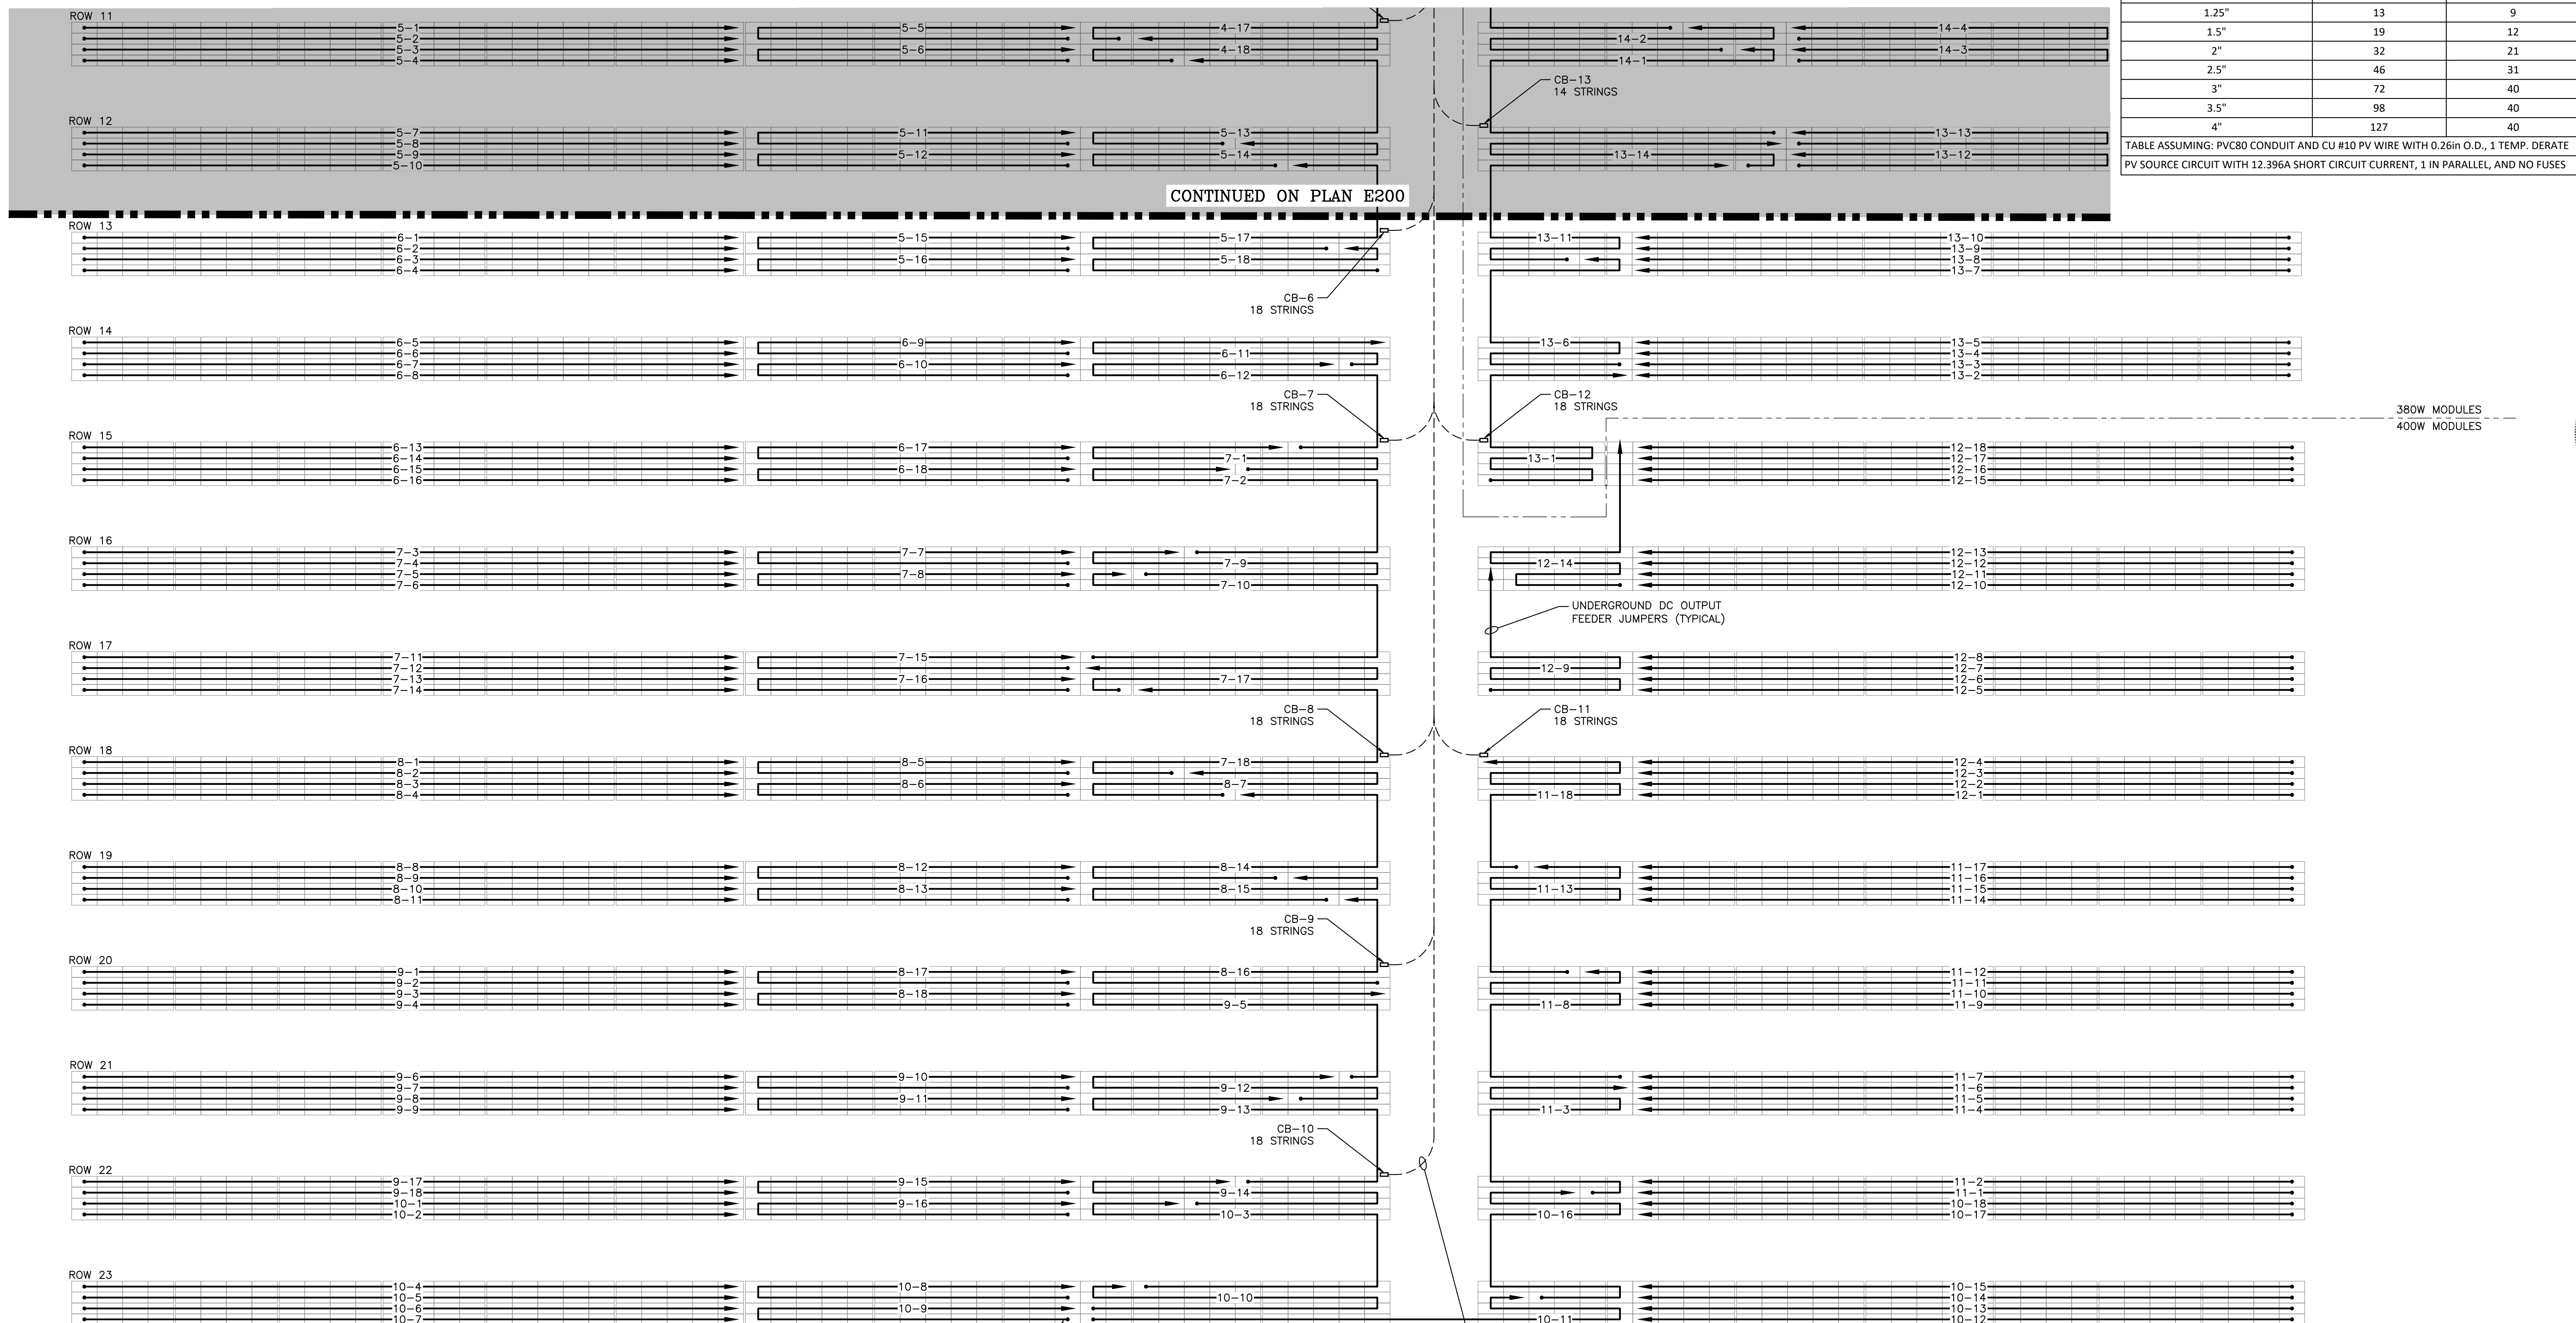 1.25" 13 9
1.5" 19 12
2" 32 21
2.5" 46 31
3" 72 40
3.5" 98 40
4" 127 40
TABLE ASSUMING: PVC80 CONDUIT AND CU #10 PV WIRE WITH 0.26in O.D., 1 TEMP. DERATE
PV SOURCE CIRCUIT WITH 12.396A SHORT CIRCUIT CURRENT, 1 IN PARALLEL, AND NO FUSES
ROW 11
5-1 5-5 4-17 14-4
5-2 14-2
5-3 5-6 4-18 14-3
5-4 14-1
CB-13
14 STRINGS
ROW 12
5-7 5-11 5-13 13-13
5-8
5-9 5-12 5-14 13-14 13-12
5-10
CONTINUED ON PLAN E200
ROW 13
6-1 5-15 5-17 13-11 13-10
6-2 13-9
6-3 5-16 5-18 13-8
6-4 13-7
CB-6
18 STRINGS
ROW 14
6-5 6-9 13-6 13-5
6-6 6-11 13-4
6-7 6-10 13-3
6-8 6-12 13-2
CB-7
18 STRINGS
CB-12
18 STRINGS
380W MODULES
400W MODULES
ROW 15
6-13 6-17 12-18
6-14 7-1 13-1 12-17
6-15 6-18 12-16
6-16 7-2 12-15
ROW 16
7-3 7-7 12-13
7-4 7-9 12-14 12-12
7-5 7-8 12-11
7-6 7-10 12-10
UNDERGROUND DC OUTPUT
FEEDER JUMPERS (TYPICAL)
ROW 17
7-11 7-15 12-8
7-12 12-9 12-7
7-13 7-16 7-17 12-6
7-14 12-5
CB-8
18 STRINGS
CB-11
18 STRINGS
ROW 18
8-1 8-5 7-18 12-4
8-2 12-3
8-3 8-6 8-7 12-2
8-4 11-18 12-1
ROW 19
8-8 8-12 8-14 11-17
8-9 11-16
8-10 8-13 8-15 11-13 11-15
8-11 11-14
CB-9
18 STRINGS
ROW 20
9-1 8-17 8-16 11-12
9-2 11-11
9-3 8-18 11-10
9-4 9-5 11-8 11-9
ROW 21
9-6 9-10 11-7
9-7 9-12 11-6
9-8 9-11 11-5
9-9 9-13 11-3 11-4
CB-10
18 STRINGS
ROW 22
9-17 9-15 11-2
9-18 9-14 11-1
10-1 9-16 10-18
10-2 10-3 10-16 10-17
ROW 23
10-4 10-8 10-15
10-5 10-10 10-14
10-6 10-9 10-13
10-7 10-11 10-12